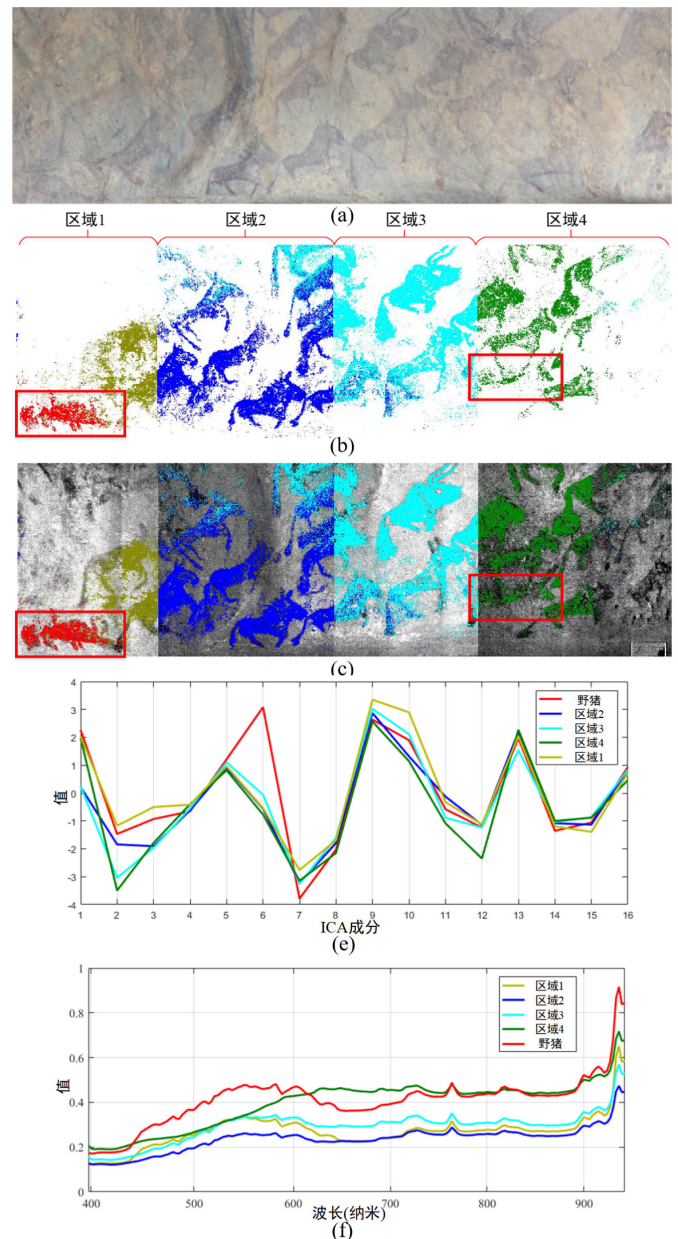 (a)
区域1 区域2 区域3 区域4
(b)
(c)
4
3
2
1
0
-1
-2
-3
-4
值
野猪
区域2
区域3
区域4
区域1
1 2 3 4 5 6 7 8 9 10 11 12 13 14 15 16
ICA成分
(e)
1
0.8
0.6
0.4
0.2
0
值
区域1
区域2
区域3
区域4
野猪
400 500 600 700 800 900
波长(纳米)
(f)